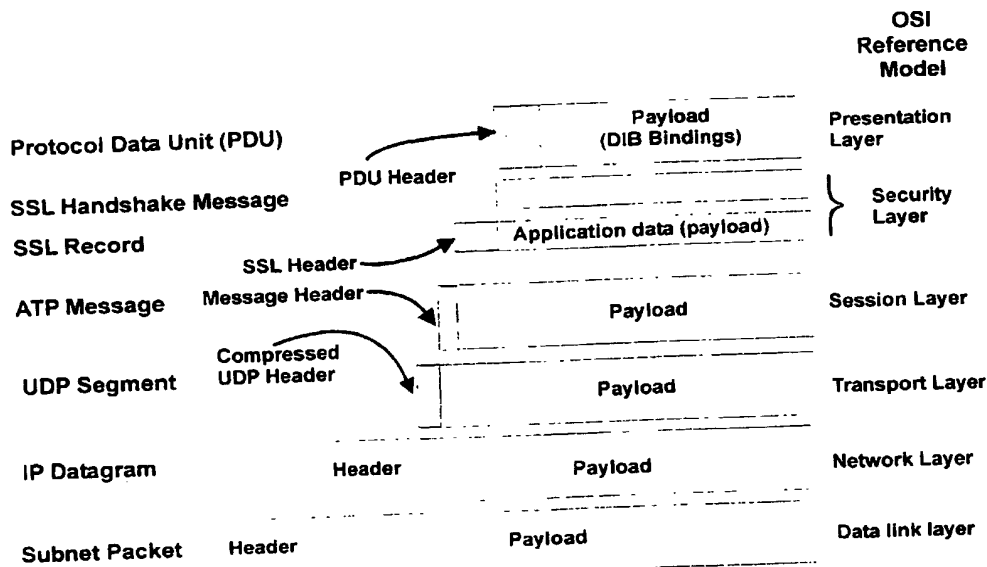 OSI
Reference
Model
Protocol Data Unit (PDU)
PDU Header
Payload
(DIB Bindings)
Presentation
Layer
SSL Handshake Message
Security
Layer
SSL Record
SSL Header
Application data (payload)
ATP Message
Message Header
Payload
Session Layer
UDP Segment
Compressed
UDP Header
Payload
Transport Layer
IP Datagram
Header
Payload
Network Layer
Subnet Packet
Header
Payload
Data link layer